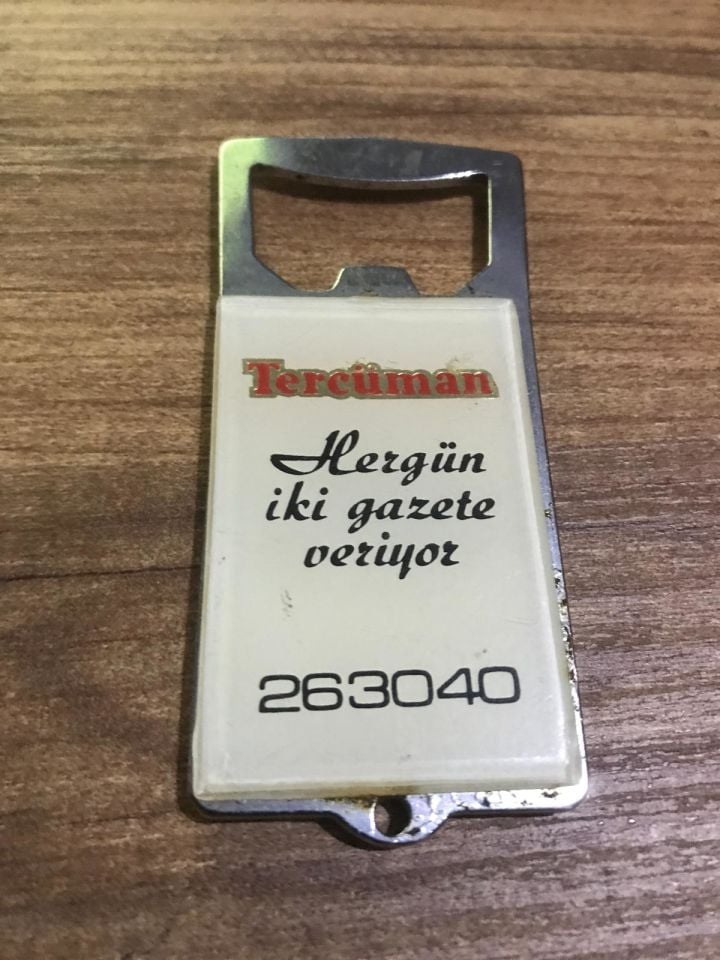 Tercüman
Hergün
iki gazete
veriyor
263040